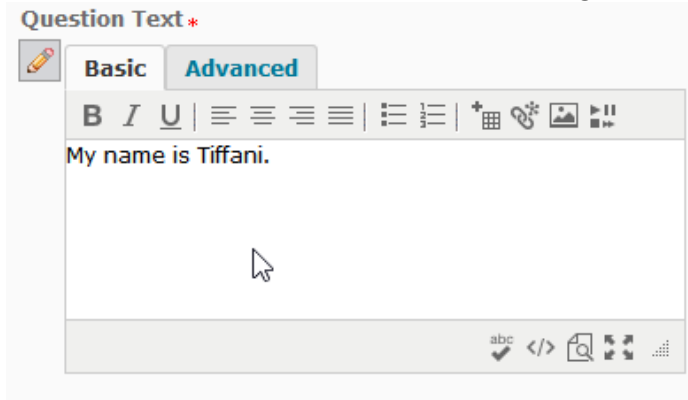 Question Text *
Basic Advanced
B I U
My name is Tiffani.
abc </>